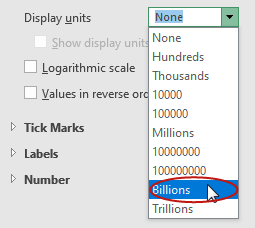 Display units None
None
Show display units
Hundreds
Logarithmic scale
Thousands
10000
Values in reverse ord
100000
Tick Marks
Millions
Labels
10000000
100000000
Number
Billions
Trillions